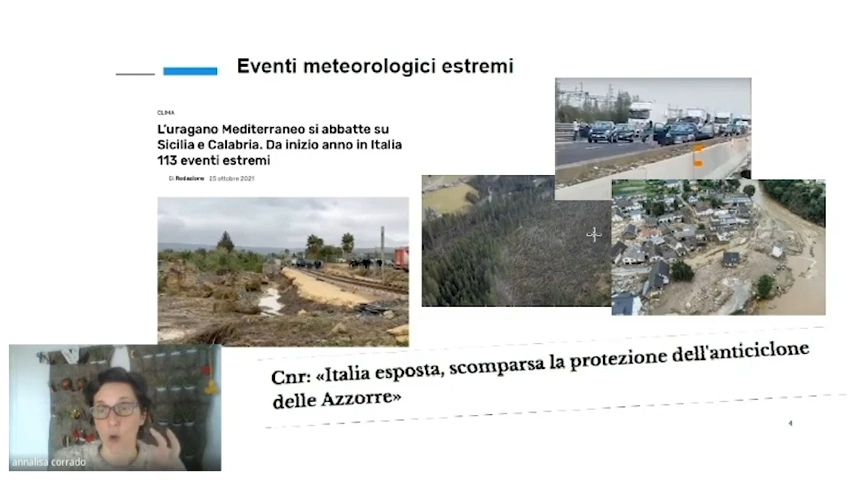 Eventi meteorologici estremi
CLIMA
L'uragano Mediterraneo si abbatte su
Sicilia e Calabria. Da inizio anno in Italia
113 eventi estremi
Di Redazione 25 ottobre 2021
Cnr: «Italia esposta, scomparsa la protezione dell'anticiclone
delle Azzorre»
annalisa corrado
4